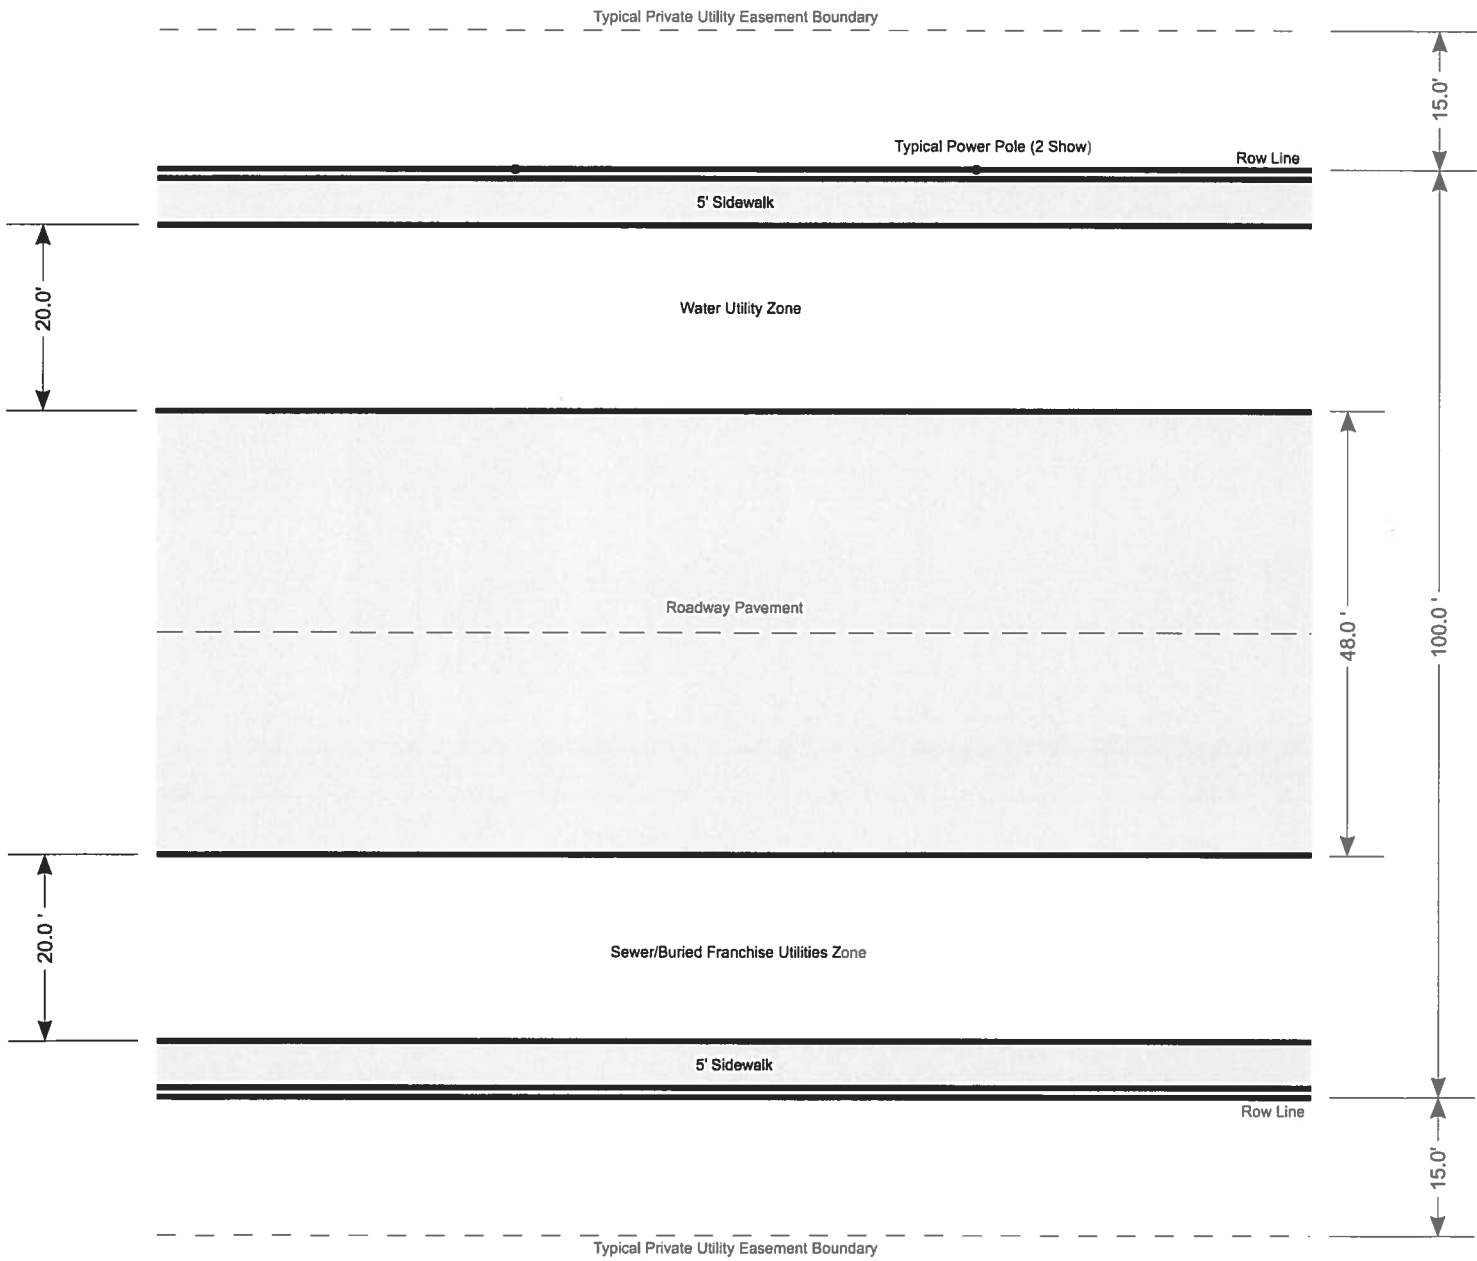 Typical Private Utility Easement Boundary
15.0'
Typical Power Pole (2 Show)
Row Line
5' Sidewalk
20.0'
Water Utility Zone
Roadway Pavement
48.0 '
100.0 '
20.0 '
Sewer/Buried Franchise Utilities Zone
5' Sidewalk
Row Line
15.0'
Typical Private Utility Easement Boundary